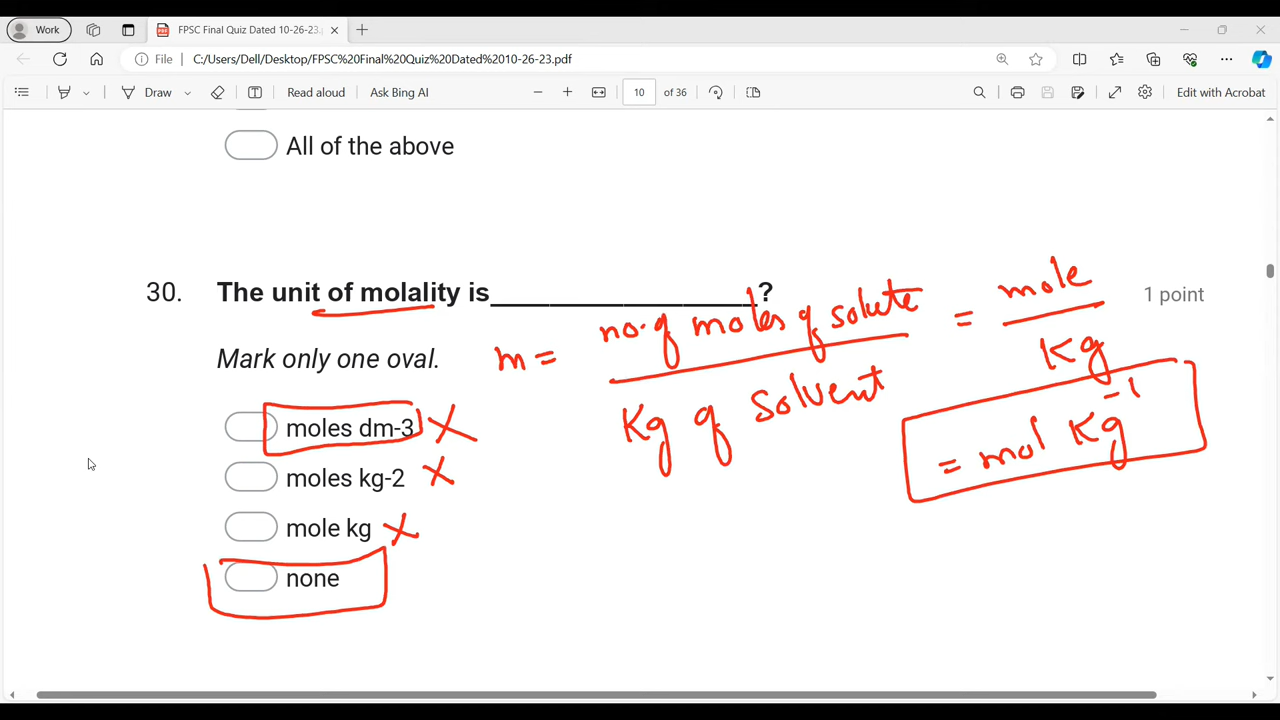 Work
FPSC Final Quiz Dated 10-26-23.
File
C:/Users/Dell/Desktop/FPSC%20Final%20Quiz%20Dated%2010-26-23.pdf
Draw
Read aloud
Ask Bing AI
10 of 36
Edit with Acrobat
All of the above
30. The unit of molality is____________________?
1 point
Mark only one oval.
m = no. of moles of solute / Kg of solvent = mole / Kg
= mol Kg⁻¹
moles dm-3 X
moles kg-2 X
mole kg X
none